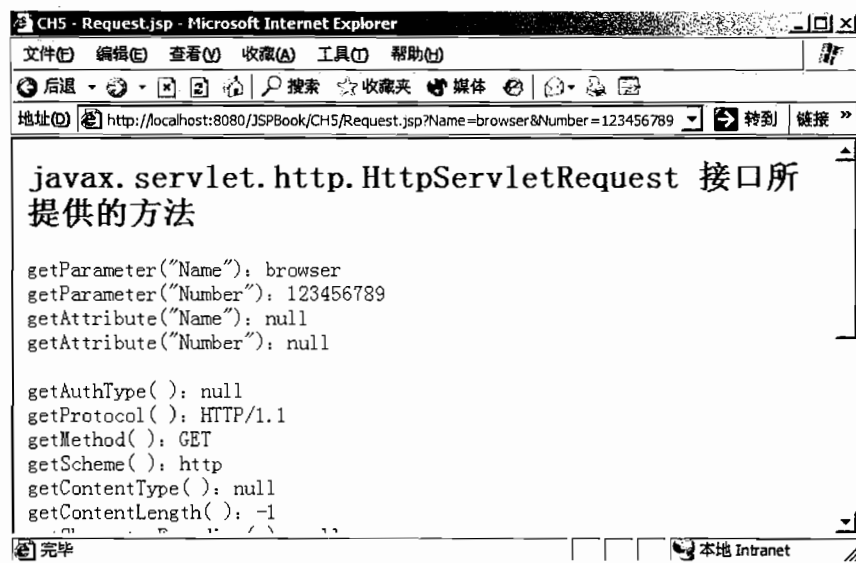 CH5 - Request.jsp - Microsoft Internet Explorer
文件(F) 编辑(E) 查看(V) 收藏(A) 工具(T) 帮助(H)
后退 搜索 收藏夹 媒体
地址(D) http://localhost:8080/JSPBook/CH5/Request.jsp?Name=browser&Number=123456789 转到 链接 »
javax.servlet.http.HttpServletRequest 接口所
提供的方法
getParameter("Name"): browser
getParameter("Number"): 123456789
getAttribute("Name"): null
getAttribute("Number"): null
getAuthType( ): null
getProtocol( ): HTTP/1.1
getMethod( ): GET
getScheme( ): http
getContentType( ): null
getContentLength( ): -1
完毕 本地 Intranet